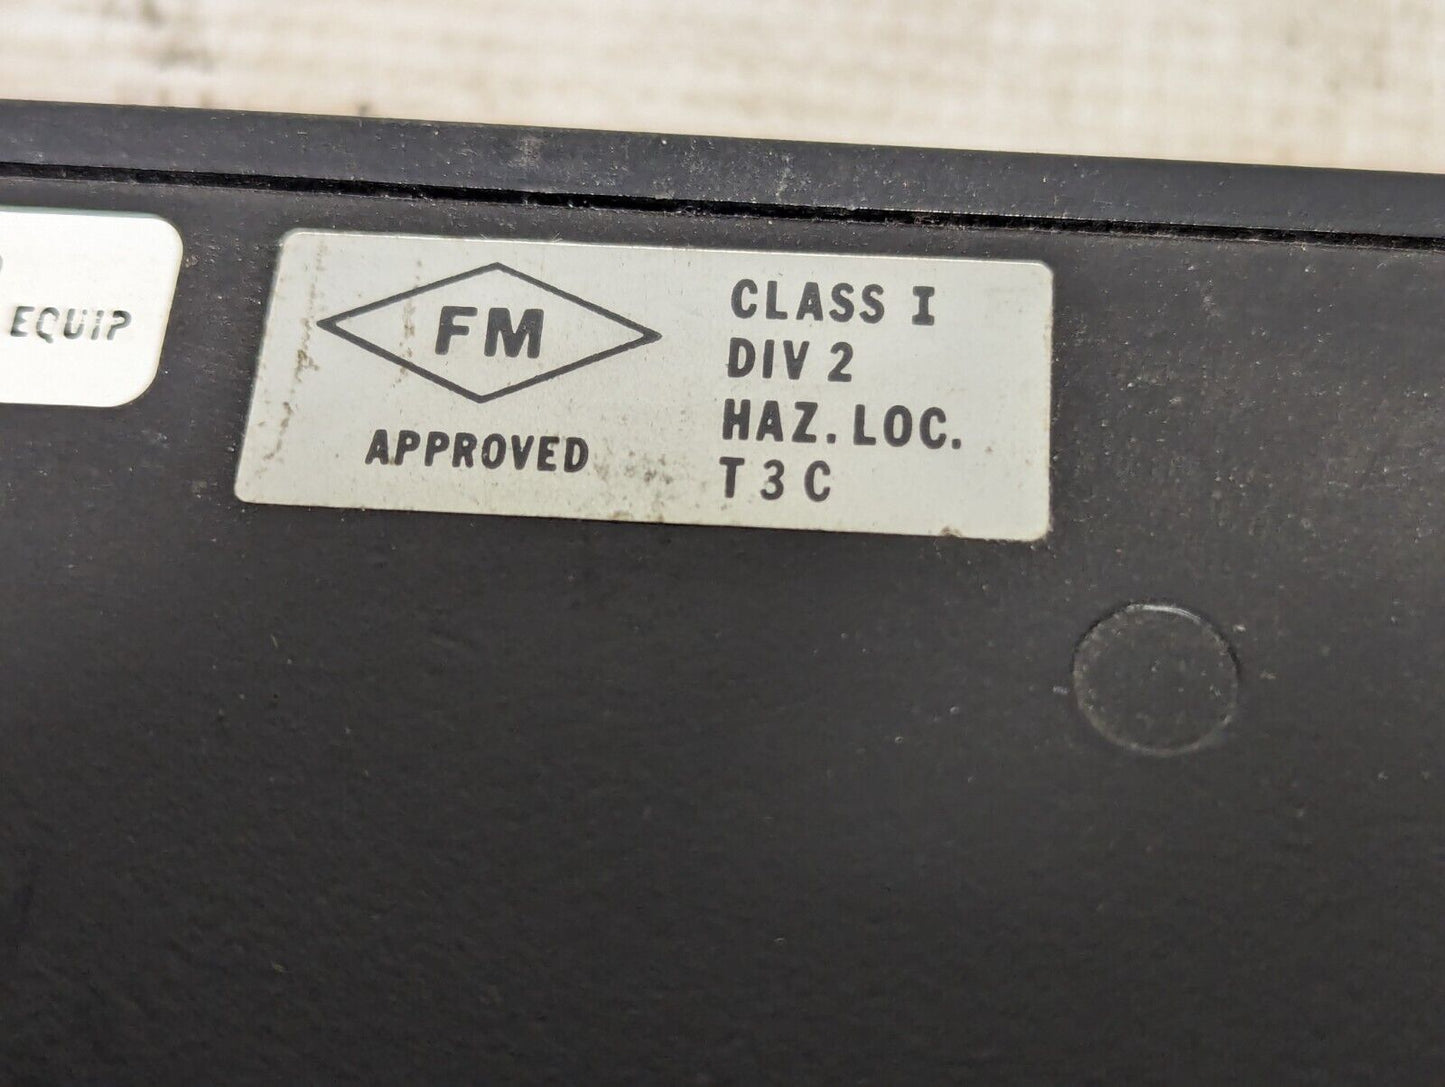 EQUIP
FM
APPROVED
CLASS I
DIV 2
HAZ. LOC.
T 3 C